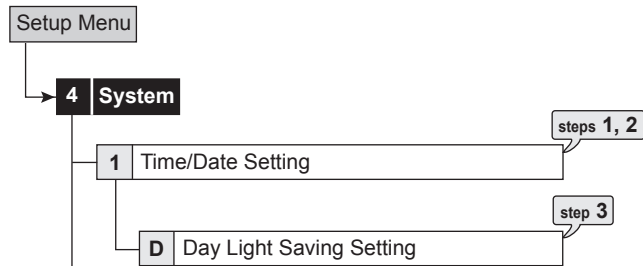 Setup Menu
4 System
steps 1, 2
1 Time/Date Setting
step 3
D Day Light Saving Setting